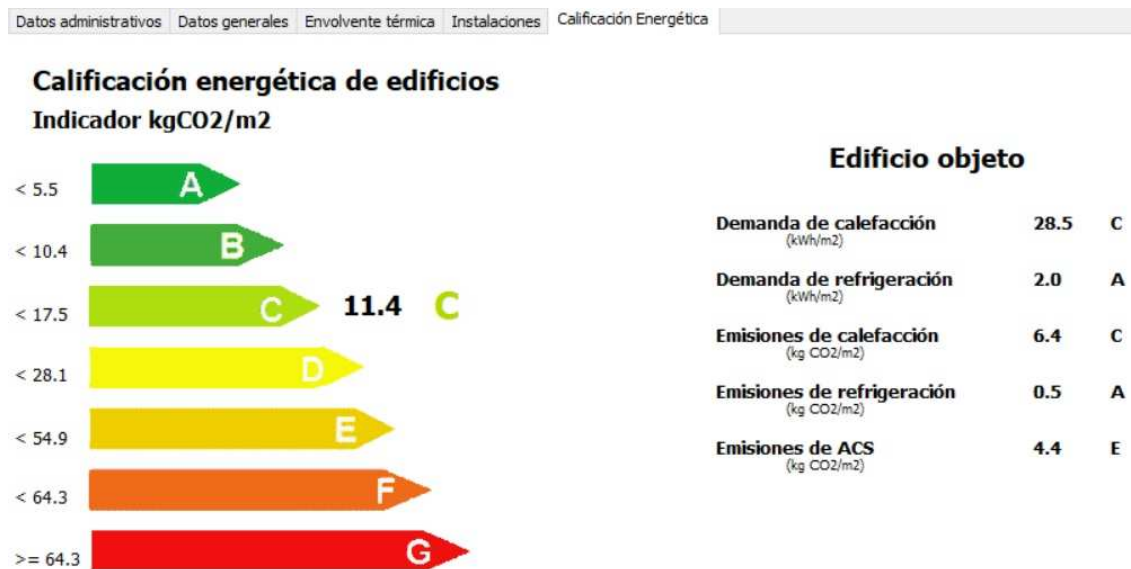 Datos administrativos Datos generales Envolvente térmica Instalaciones Calificación Energética
Calificación energética de edificios
Indicador kgCO2/m2
< 5.5 A
< 10.4 B
< 17.5 C 11.4 C
< 28.1 D
< 54.9 E
< 64.3 F
>= 64.3 G
Edificio objeto
Demanda de calefacción 28.5 C
(kWh/m2)
Demanda de refrigeración 2.0 A
(kWh/m2)
Emisiones de calefacción 6.4 C
(kg CO2/m2)
Emisiones de refrigeración 0.5 A
(kg CO2/m2)
Emisiones de ACS 4.4 E
(kg CO2/m2)